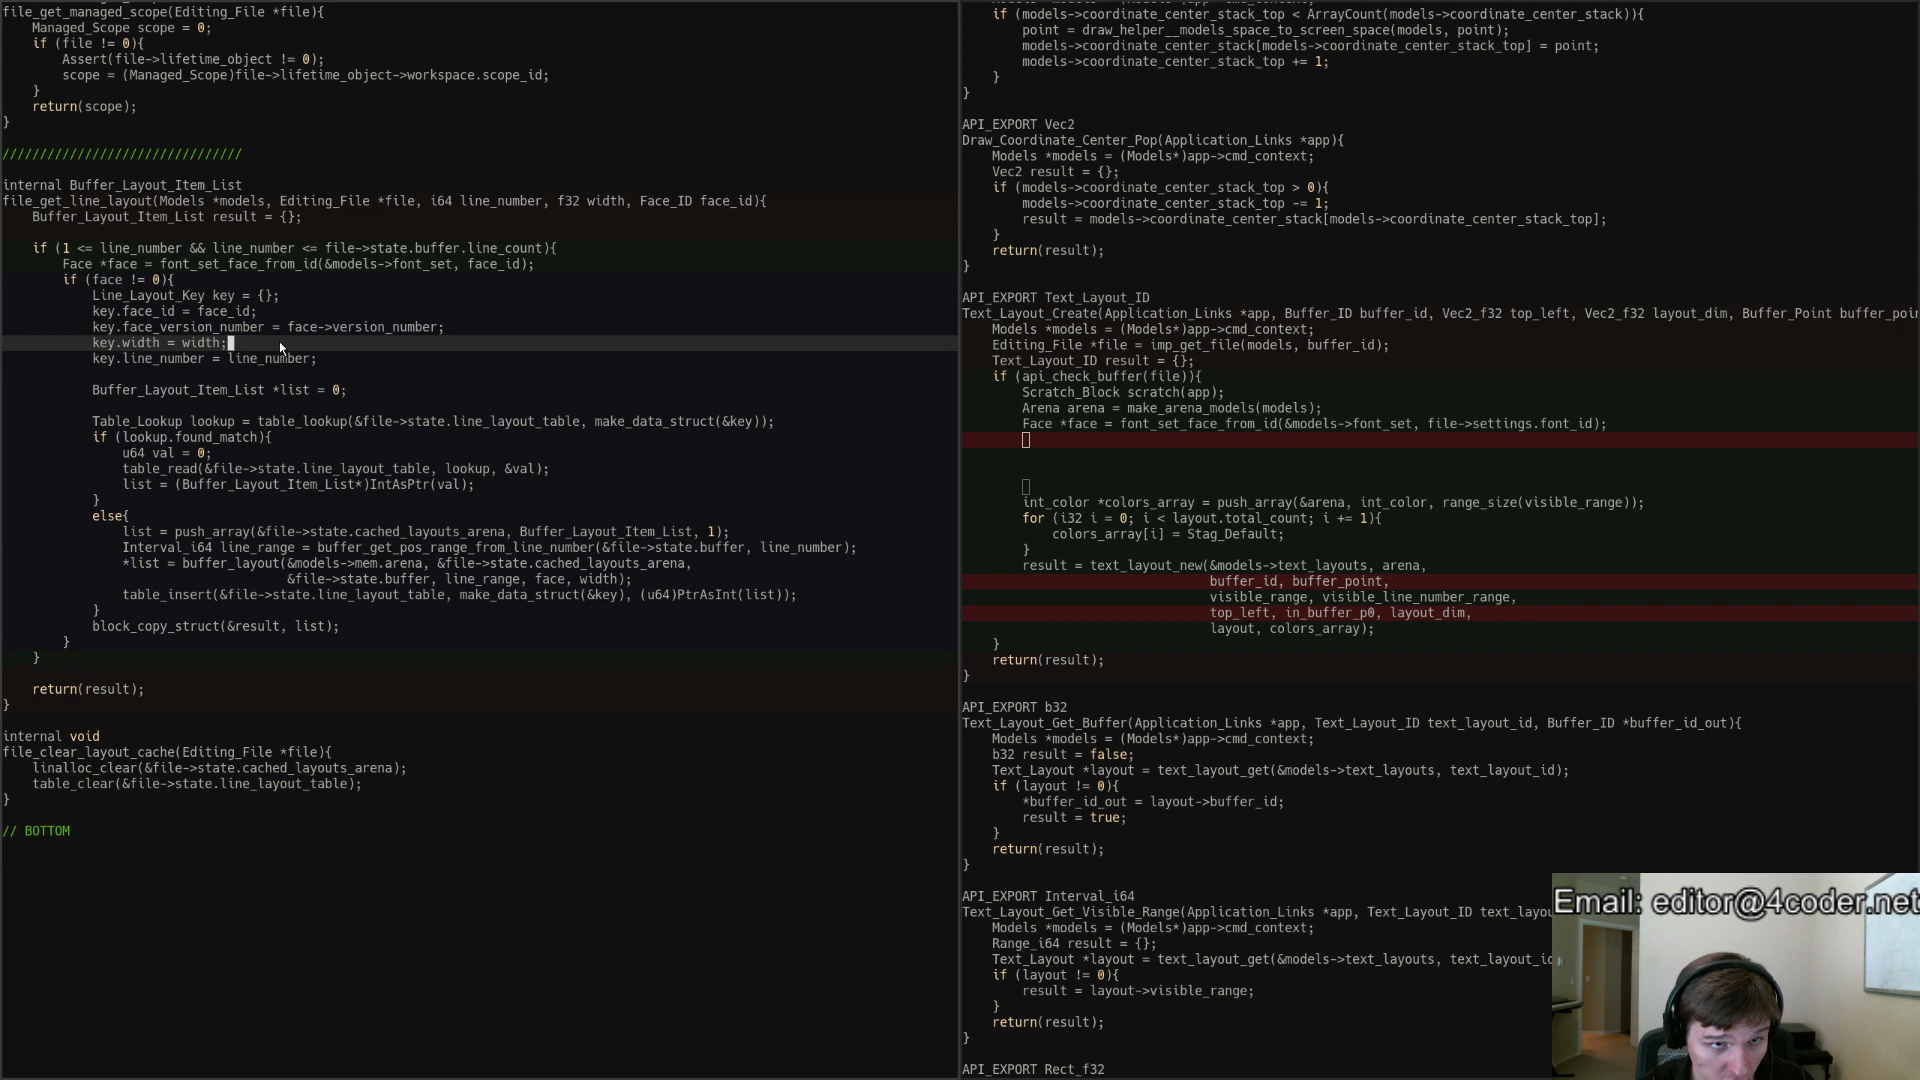 file_get_managed_scope(Editing_File *file){
    Managed_Scope scope = 0;
    if (file != 0){
        Assert(file->lifetime_object != 0);
        scope = (Managed_Scope)file->lifetime_object->workspace.scope_id;
    }
    return(scope);
}
////////////////////////////////
internal Buffer_Layout_Item_List
file_get_line_layout(Models *models, Editing_File *file, i64 line_number, f32 width, Face_ID face_id){
    Buffer_Layout_Item_List result = {};
    if (1 <= line_number && line_number <= file->state.buffer.line_count){
        Face *face = font_set_face_from_id(&models->font_set, face_id);
        if (face != 0){
            Line_Layout_Key key = {};
            key.face_id = face_id;
            key.face_version_number = face->version_number;
            key.width = width;
            key.line_number = line_number;
            Buffer_Layout_Item_List *list = 0;
            Table_Lookup lookup = table_lookup(&file->state.line_layout_table, make_data_struct(&key));
            if (lookup.found_match){
                u64 val = 0;
                table_read(&file->state.line_layout_table, lookup, &val);
                list = (Buffer_Layout_Item_List*)IntAsPtr(val);
            }
            else{
                list = push_array(&file->state.cached_layouts_arena, Buffer_Layout_Item_List, 1);
                Interval_i64 line_range = buffer_get_pos_range_from_line_number(&file->state.buffer, line_number);
                *list = buffer_layout(&models->mem.arena, &file->state.cached_layouts_arena,
                                      &file->state.buffer, line_range, face, width);
                table_insert(&file->state.line_layout_table, make_data_struct(&key), (u64)PtrAsInt(list));
            }
            block_copy_struct(&result, list);
        }
    }
    return(result);
}
internal void
file_clear_layout_cache(Editing_File *file){
    linalloc_clear(&file->state.cached_layouts_arena);
    table_clear(&file->state.line_layout_table);
}
// BOTTOM
    if (models->coordinate_center_stack_top < ArrayCount(models->coordinate_center_stack)){
        point = draw_helper__models_space_to_screen_space(models, point);
        models->coordinate_center_stack[models->coordinate_center_stack_top] = point;
        models->coordinate_center_stack_top += 1;
    }
}
API_EXPORT Vec2
Draw_Coordinate_Center_Pop(Application_Links *app){
    Models *models = (Models*)app->cmd_context;
    Vec2 result = {};
    if (models->coordinate_center_stack_top > 0){
        models->coordinate_center_stack_top -= 1;
        result = models->coordinate_center_stack[models->coordinate_center_stack_top];
    }
    return(result);
}
API_EXPORT Text_Layout_ID
Text_Layout_Create(Application_Links *app, Buffer_ID buffer_id, Vec2_f32 top_left, Vec2_f32 layout_dim, Buffer_Point buffer_poin
    Models *models = (Models*)app->cmd_context;
    Editing_File *file = imp_get_file(models, buffer_id);
    Text_Layout_ID result = {};
    if (api_check_buffer(file)){
        Scratch_Block scratch(app);
        Arena arena = make_arena_models(models);
        Face *face = font_set_face_from_id(&models->font_set, file->settings.font_id);
        int_color *colors_array = push_array(&arena, int_color, range_size(visible_range));
        for (i32 i = 0; i < layout.total_count; i += 1){
            colors_array[i] = Stag_Default;
        }
        result = text_layout_new(&models->text_layouts, arena,
                                 buffer_id, buffer_point,
                                 visible_range, visible_line_number_range,
                                 top_left, in_buffer_p0, layout_dim,
                                 layout, colors_array);
    }
    return(result);
}
API_EXPORT b32
Text_Layout_Get_Buffer(Application_Links *app, Text_Layout_ID text_layout_id, Buffer_ID *buffer_id_out){
    Models *models = (Models*)app->cmd_context;
    b32 result = false;
    Text_Layout *layout = text_layout_get(&models->text_layouts, text_layout_id);
    if (layout != 0){
        *buffer_id_out = layout->buffer_id;
        result = true;
    }
    return(result);
}
API_EXPORT Interval_i64
Text_Layout_Get_Visible_Range(Application_Links *app, Text_Layout_ID text_layou
    Models *models = (Models*)app->cmd_context;
    Range_i64 result = {};
    Text_Layout *layout = text_layout_get(&models->text_layouts, text_layout_id
    if (layout != 0){
        result = layout->visible_range;
    }
    return(result);
}
API_EXPORT Rect_f32
Email: editor@4coder.net